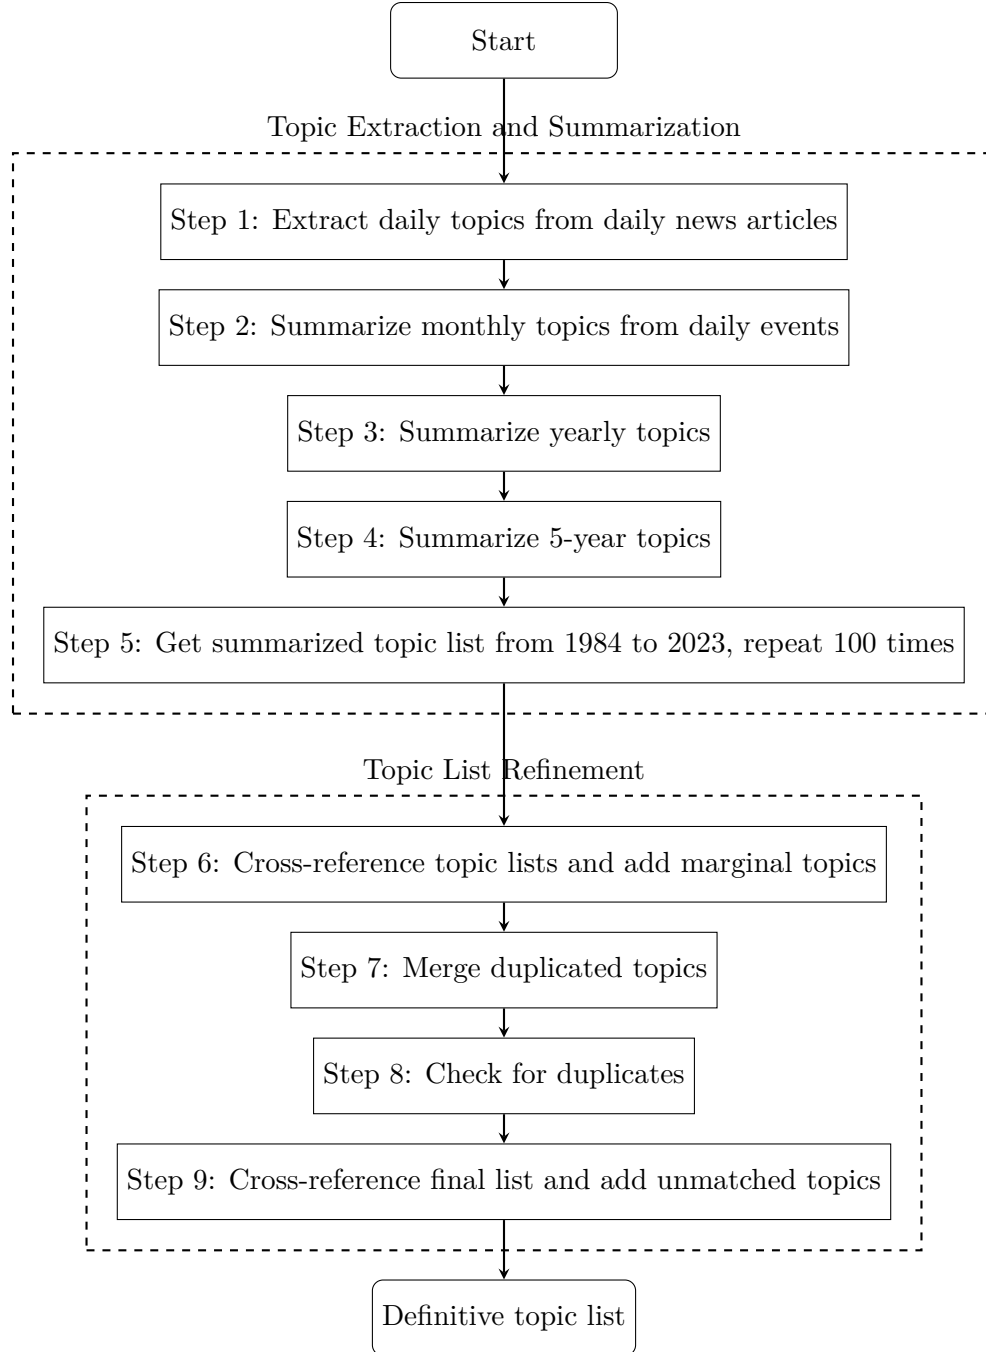 Start
Topic Extraction and Summarization
Step 1: Extract daily topics from daily news articles
Step 2: Summarize monthly topics from daily events
Step 3: Summarize yearly topics
Step 4: Summarize 5-year topics
Step 5: Get summarized topic list from 1984 to 2023, repeat 100 times
Topic List Refinement
Step 6: Cross-reference topic lists and add marginal topics
Step 7: Merge duplicated topics
Step 8: Check for duplicates
Step 9: Cross-reference final list and add unmatched topics
Definitive topic list